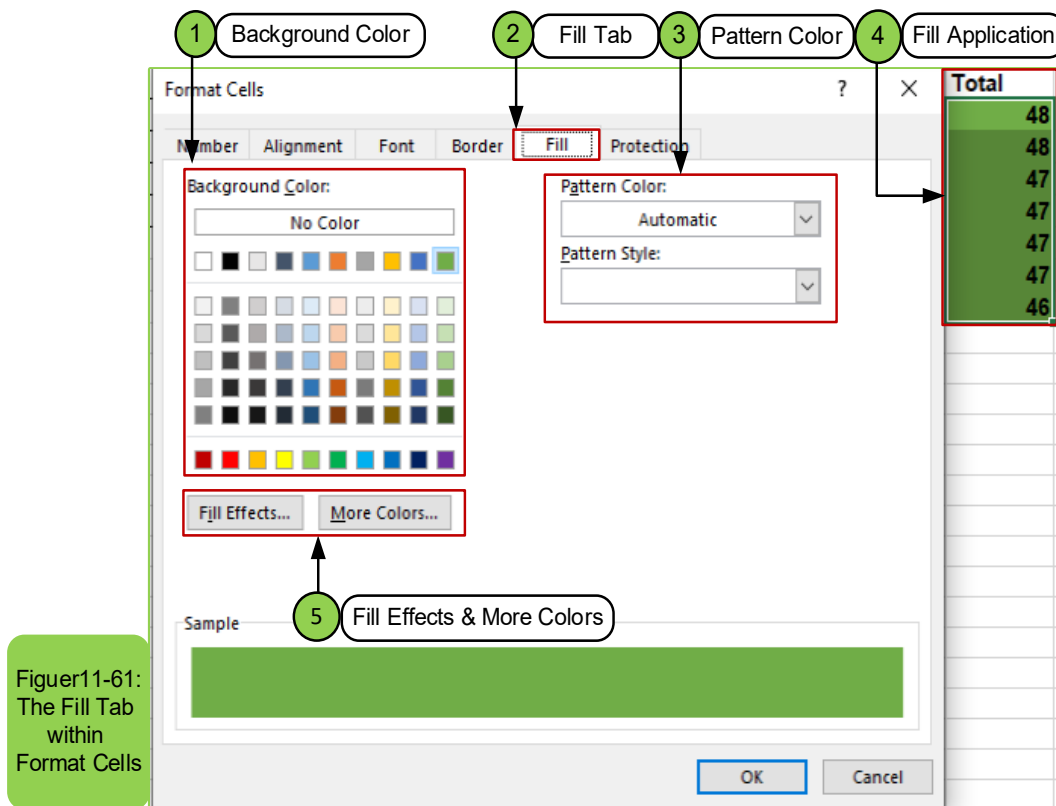 1 Background Color 2 Fill Tab 3 Pattern Color 4 Fill Application
Format Cells ?
Number Alignment Font Border Fill Protection
Background Color:
No Color
Pattern Color:
Automatic
Pattern Style:
Fill Effects... More Colors...
5 Fill Effects & More Colors
Sample
OK Cancel
Total
48
48
47
47
47
47
46
Figuer11-61:
The Fill Tab
within
Format Cells